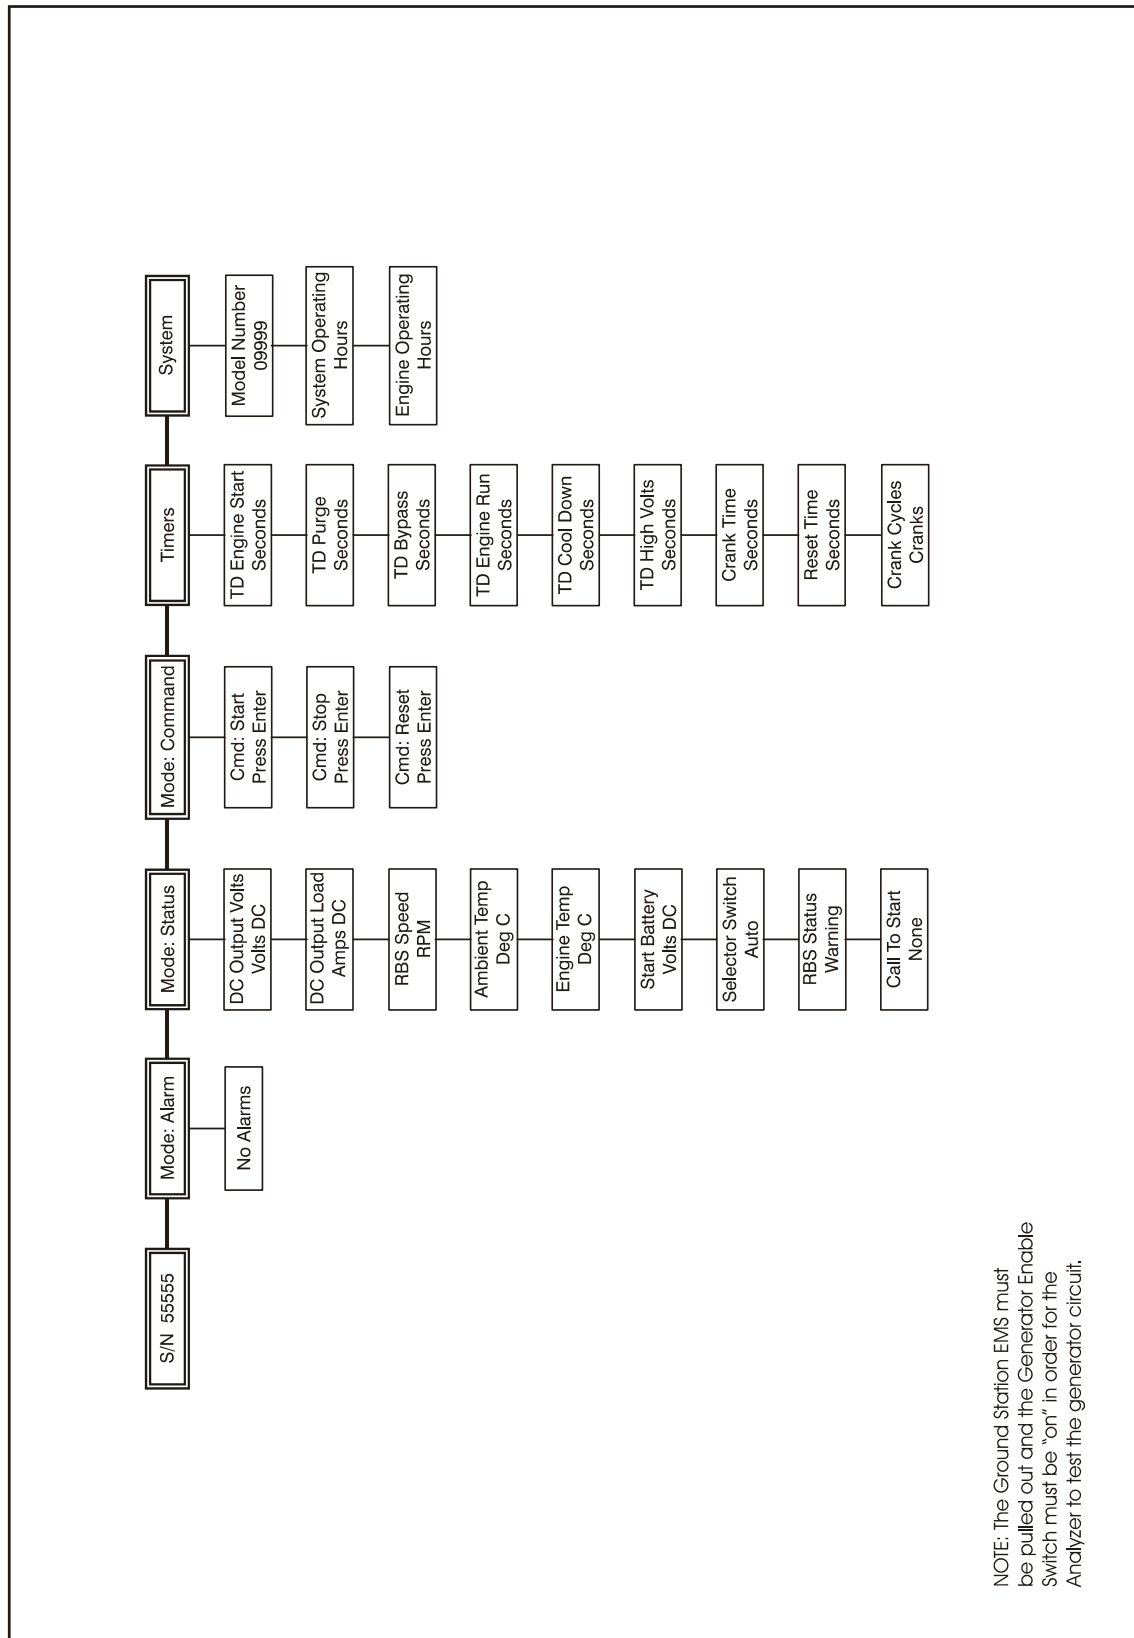 S/N 55555
Mode: Alarm
No Alarms
Mode: Status
DC Output Volts
Volts DC
DC Output Load
Amps DC
RBS Speed
RPM
Ambient Temp
Deg C
Engine Temp
Deg C
Start Battery
Volts DC
Selector Switch
Auto
RBS Status
Warning
Call To Start
None
Mode: Command
Cmd: Start
Press Enter
Cmd: Stop
Press Enter
Cmd: Reset
Press Enter
Timers
TD Engine Start
Seconds
TD Purge
Seconds
TD Bypass
Seconds
TD Engine Run
Seconds
TD Cool Down
Seconds
TD High Volts
Seconds
Crank Time
Seconds
Reset Time
Seconds
Crank Cycles
Cranks
System
Model Number
09999
System Operating
Hours
Engine Operating
Hours
NOTE: The Ground Station EMS must
be pulled out and the Generator Enable
Switch must be “on” in order for the
Analyzer to test the generator circuit.